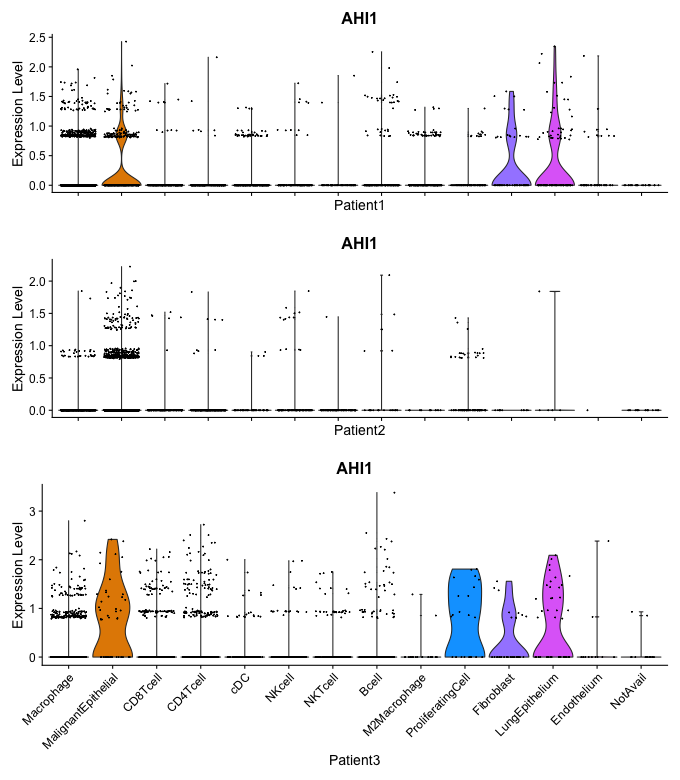 AHI1
Expression Level
2.5
2.0
1.5
1.0
0.5
0.0
Patient1
AHI1
Expression Level
2.0
1.5
1.0
0.5
0.0
Patient2
AHI1
Expression Level
3
2
1
0
Macrophage
MalignantEpithelial
CD8Tcell
CD4Tcell
cDC
NKcell
NKTcell
Bcell
M2Macrophage
ProliferatingCell
Fibroblast
LungEpithelium
Endothelium
NotAvail
Patient3